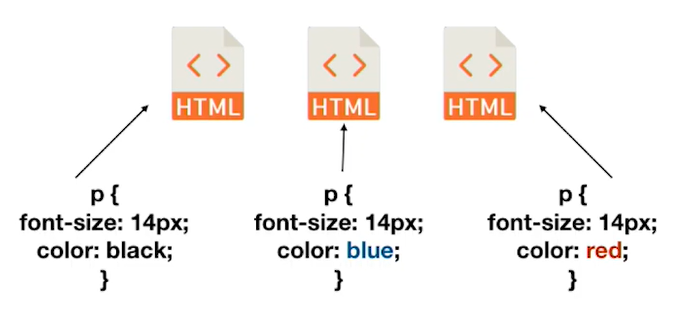 HTML
HTML
HTML
p {
font-size: 14px;
color: black;
}
p {
font-size: 14px;
color: blue;
}
p {
font-size: 14px;
color: red;
}